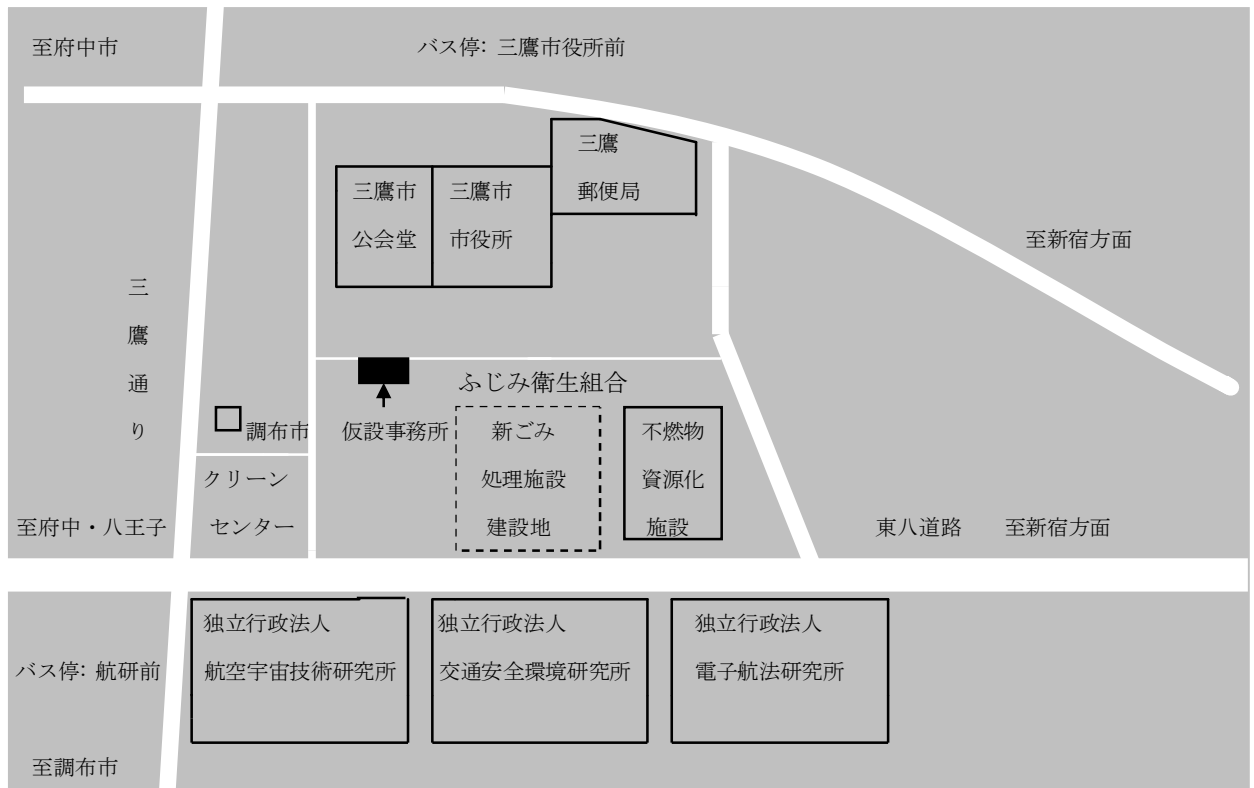 至府中市
バス停: 三鷹市役所前
三鷹
郵便局
三鷹市
公会堂
三鷹市
市役所
至新宿方面
三鷹通り
ふじみ衛生組合
調布市
クリーン
センター
仮設事務所
新ごみ
処理施設
建設地
不燃物
資源化
施設
至府中・八王子
東八道路
至新宿方面
独立行政法人
航空宇宙技術研究所
独立行政法人
交通安全環境研究所
独立行政法人
電子航法研究所
バス停: 航研前
至調布市